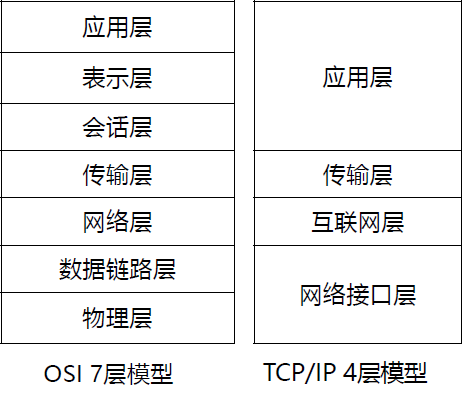 应用层
表示层
会话层
传输层
网络层
数据链路层
物理层
OSI 7层模型
应用层
传输层
互联网层
网络接口层
TCP/IP 4层模型